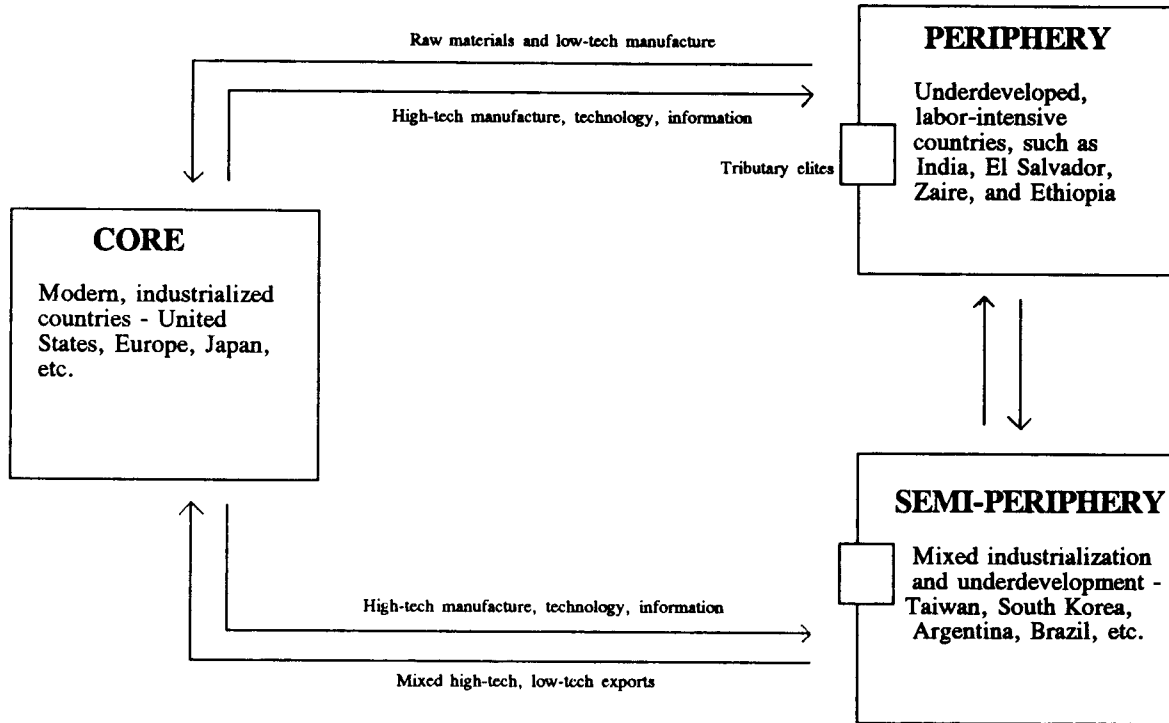 Raw materials and low-tech manufacture
High-tech manufacture, technology, information
Tributary elites
PERIPHERY
Underdeveloped,
labor-intensive
countries, such as
India, El Salvador,
Zaire, and Ethiopia
CORE
Modern, industrialized
countries - United
States, Europe, Japan,
etc.
SEMI-PERIPHERY
Mixed industrialization
and underdevelopment -
Taiwan, South Korea,
Argentina, Brazil, etc.
High-tech manufacture, technology, information
Mixed high-tech, low-tech exports